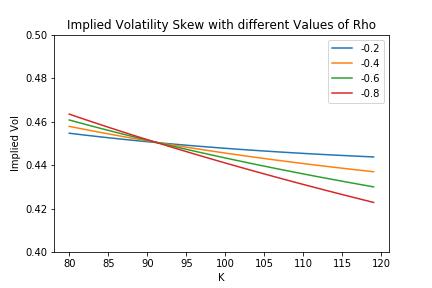 Implied Volatility Skew with different Values of Rho
0.50
0.48
0.46
0.44
0.42
0.40
Implied Vol
-0.2
-0.4
-0.6
-0.8
80 85 90 95 100 105 110 115 120
K